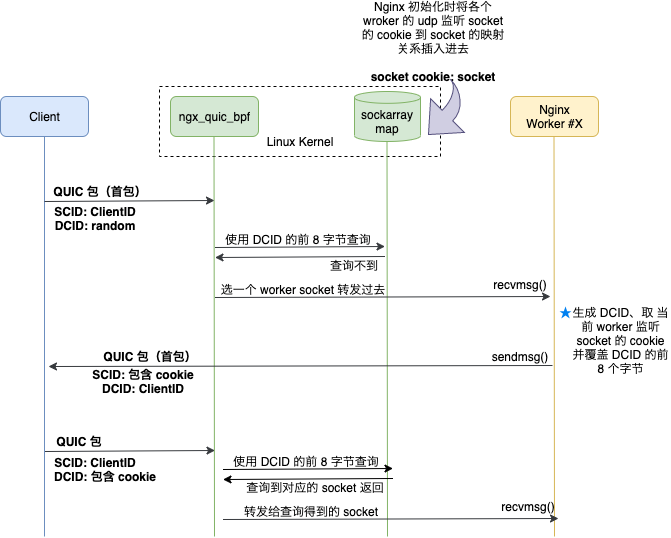 Nginx 初始化时将各个
wroker 的 udp 监听 socket
的 cookie 到 socket 的映射
关系插入进去
socket cookie: socket
Client
ngx_quic_bpf
sockarray
map
Nginx
Worker #X
Linux Kernel
QUIC 包（首包）
SCID: ClientID
DCID: random
使用 DCID 的前 8 字节查询
查询不到
选一个 worker socket 转发过去
recvmsg()
★生成 DCID、取 当
前 worker 监听
socket 的 cookie
并覆盖 DCID 的前
8 个字节
QUIC 包（首包）
sendmsg()
SCID: 包含 cookie
DCID: ClientID
QUIC 包
SCID: ClientID
DCID: 包含 cookie
使用 DCID 的前 8 字节查询
查询到对应的 socket 返回
转发给查询得到的 socket
recvmsg()